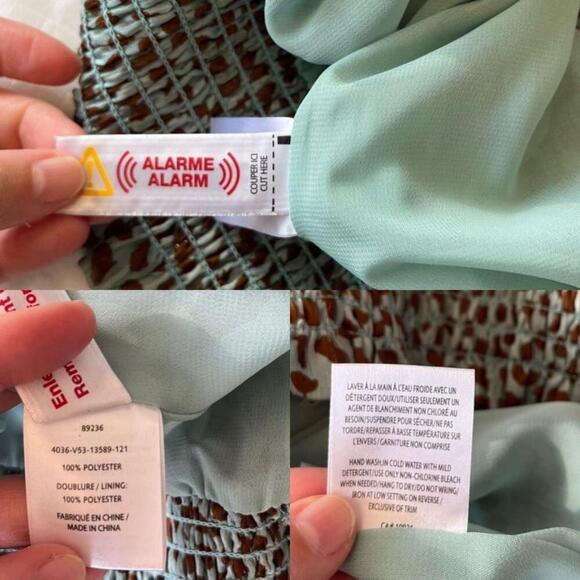 ALARME
ALARM
COUPER ICI
CUT HERE
Enle
Rem
89236
4036-V53-13589-121
100% POLYESTER
DOUBLURE / LINING:
100% POLYESTER
FABRIQUÉ EN CHINE /
MADE IN CHINA
LAVER À LA MAIN À L'EAU FROIDE AVEC UN
DÉTERGENT DOUX/UTILISER SEULEMENT UN
AGENT DE BLANCHIMENT NON CHLORÉ AU
BESOIN/SUSPENDRE POUR SÉCHER/NE PAS
TORDRE/REPASSER À BASSE TEMPÉRATURE SUR
L'ENVERS/GARNITURE NON COMPRISE
HAND WASH.IN COLD WATER WITH MILD
DETERGENT/USE ONLY NON-CHLORINE BLEACH
WHEN NEEDED/HANG TO DRY/DO NOT WRING/
IRON AT LOW SETTING ON REVERSE /
EXCLUSIVE OF TRIM